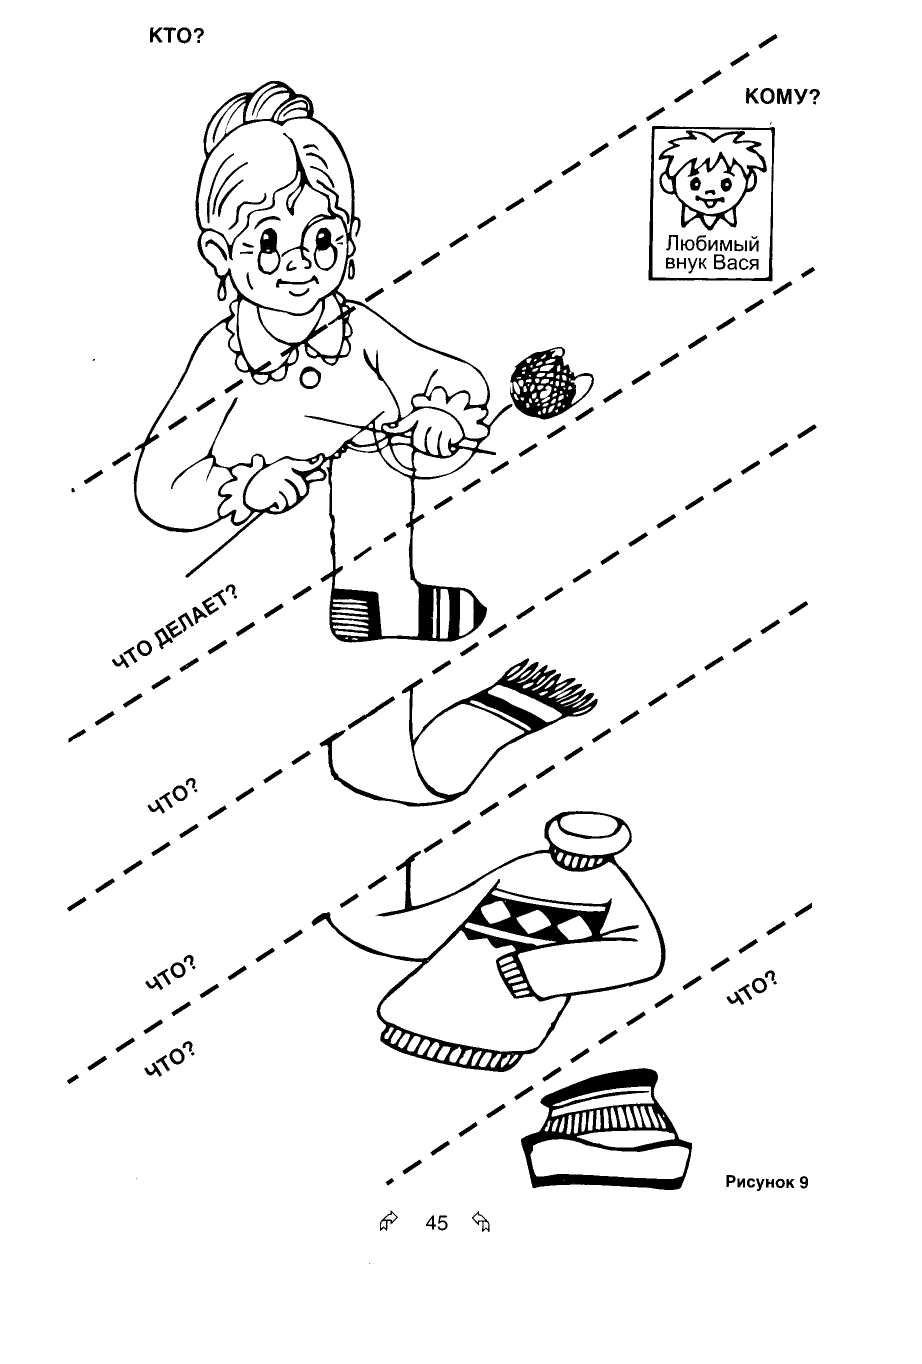 КТО?
КОМУ?
Любимый
внук Вася
ЧТО ДЕЛАЕТ?
ЧТО?
ЧТО?
ЧТО?
ЧТО?
Рисунок 9
45